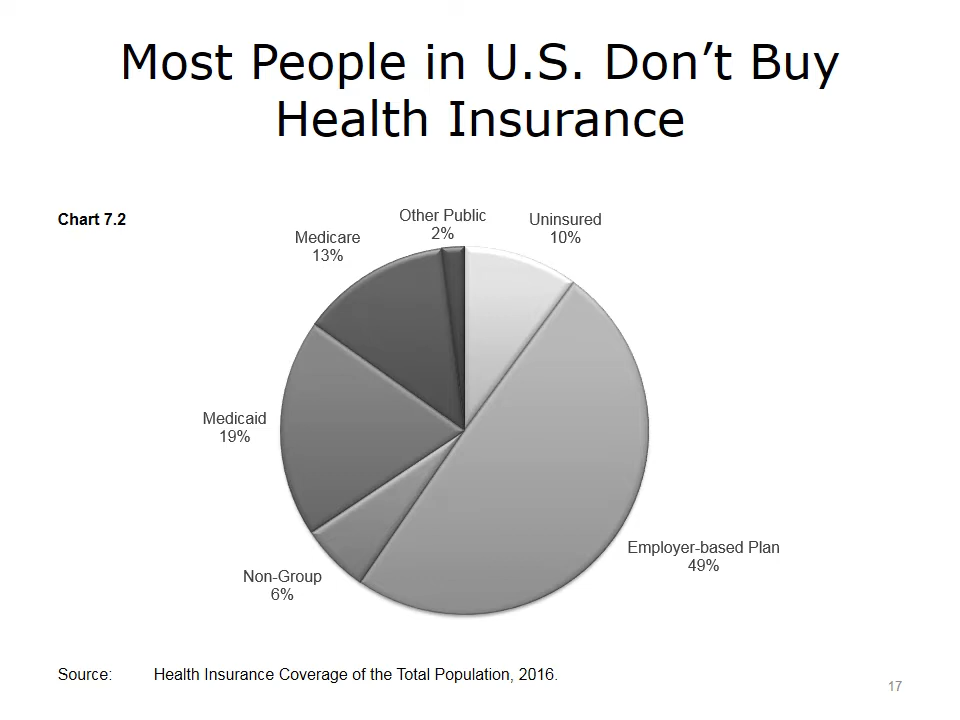 Most People in U.S. Don’t Buy
Health Insurance
Chart 7.2
Other Public
2%
Uninsured
10%
Medicare
13%
Medicaid
19%
Employer-based Plan
49%
Non-Group
6%
Source: Health Insurance Coverage of the Total Population, 2016.
17